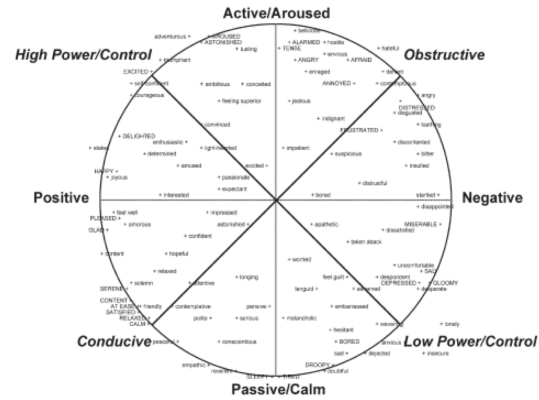 Active/Aroused
+ bellicose
adventurous +
+ AROUSED
+ ASTONISHED
+ ALARMED
+ hostile
+ lusting
+ TENSE
+ hateful
+ envious
High Power/Control
Obstructive
+ triumphant
+ ANGRY
+ AFRAID
EXCITED +
+ enraged
+ defiant
+ self-confident
+ ambitious
+ conceited
ANNOYED +
+ contemptuous
+ courageous
+ feeling superior
+ jealous
+ angry
+
DISTRESSED
+ disgusted
+ indignant
convinced
+ loathing
FRUSTRATED +
+ DELIGHTED
enthusiastic +
+ discontented
+ elated
+ light-hearted
+ impatient
+ determined
+ suspicious
+ bitter
+ amused
excited +
+ insulted
HAPPY +
+ joyous
+ passionate
+ distrustful
+ expectant
+ interested
+ bored
startled +
Positive
Negative
+ disappointed
+ feel well
+ impressed
PLEASED +
+ amorous
astonished +
+ apathetic
MISERABLE +
GLAD +
+ dissatisfied
+ confident
+ taken aback
+ content
+ hopeful
+ worried
+ uncomfortable
+ relaxed
+ SAD
+ longing
feel guilt +
+ despondent
+ solemn
+ attentive
DEPRESSED +
+ GLOOMY
SERENE +
languid +
+ ashamed
+ desperate
CONTENT +
AT EASE +
+ friendly
+ contemplative
pensive +
+ embarrassed
SATISFIED +
RELAXED +
polite +
+ serious
+ melancholic
CALM +
+ wavering
+ lonely
+ hesitant
Conducive
Low Power/Control
peaceful +
+ conscientious
+ BORED
anxious
sad +
+ dejected
+ insecure
empathic +
DROOPY +
reverent +
+ doubtful
SLEEPY +
+ TIRED
Passive/Calm